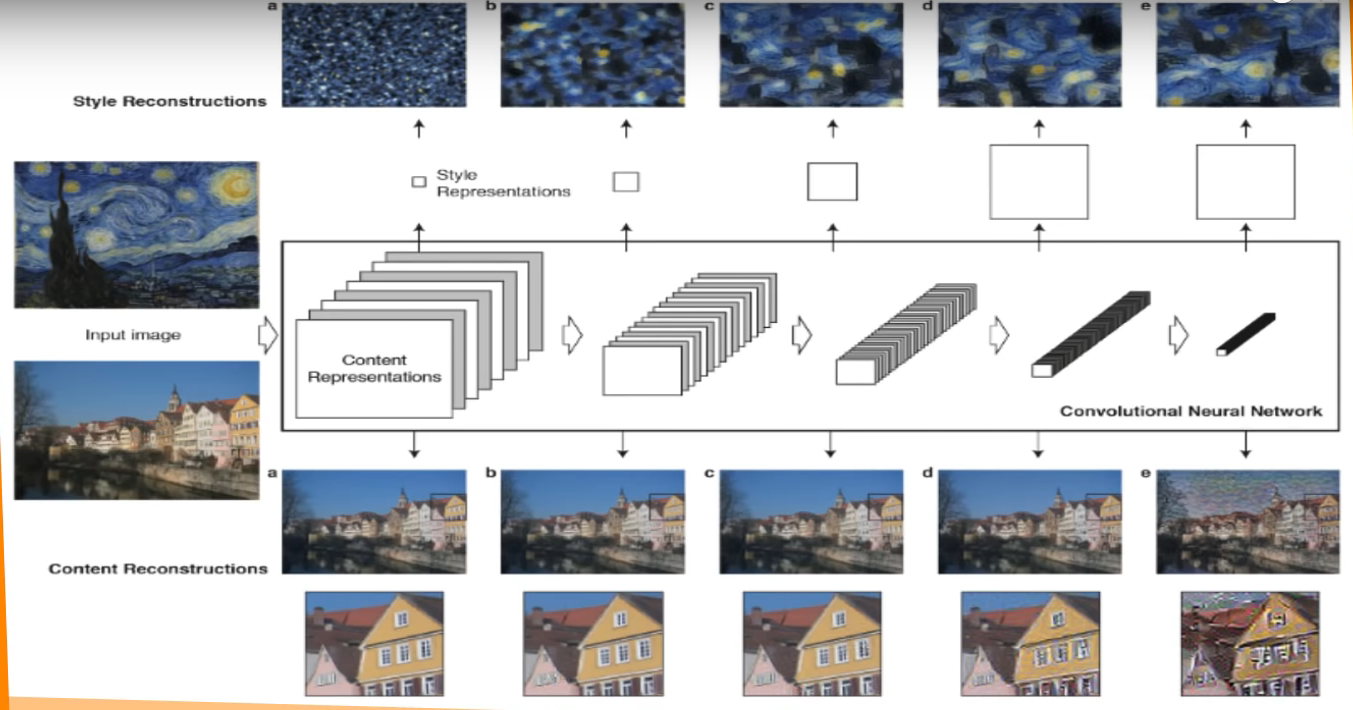 a b c d e
Style Reconstructions
Style
Representations
Input image
Content
Representations
Convolutional Neural Network
a b c d e
Content Reconstructions